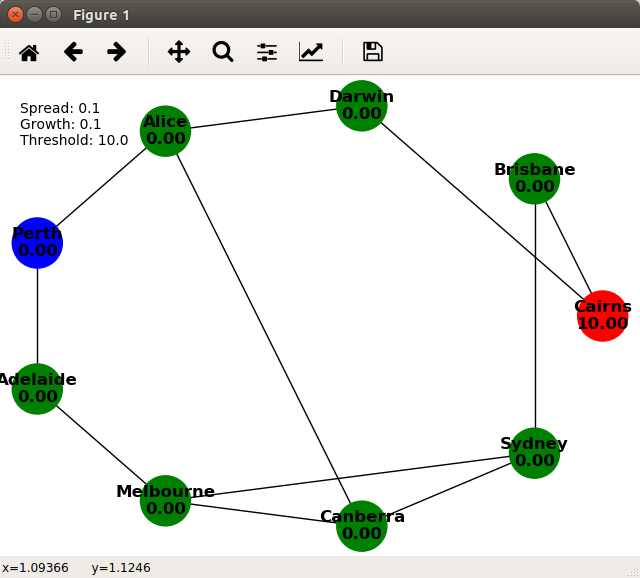 Figure 1
Spread: 0.1
Growth: 0.1
Threshold: 10.0
Darwin
0.00
Alice
0.00
Brisbane
0.00
Perth
0.00
Cairns
10.00
Adelaide
0.00
Sydney
0.00
Melbourne
0.00
Canberra
0.00
x=1.09366 y=1.1246